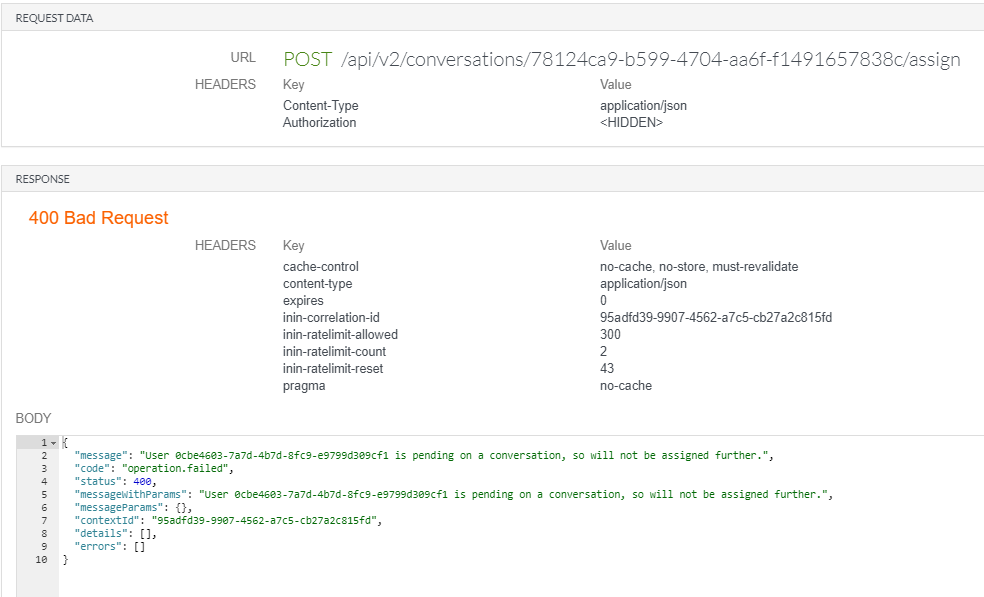 REQUEST DATA
URL POST /api/v2/conversations/78124ca9-b599-4704-aa6f-f1491657838c/assign
HEADERS Key Value
Content-Type application/json
Authorization <HIDDEN>
RESPONSE
400 Bad Request
HEADERS Key Value
cache-control no-cache, no-store, must-revalidate
content-type application/json
expires 0
inin-correlation-id 95adfd39-9907-4562-a7c5-cb27a2c815fd
inin-ratelimit-allowed 300
inin-ratelimit-count 2
inin-ratelimit-reset 43
pragma no-cache
BODY
1 {
2 "message": "User 0cbe4603-7a7d-4b7d-8fc9-e9799d309cf1 is pending on a conversation, so will not be assigned further.",
3 "code": "operation.failed",
4 "status": 400,
5 "messageWithParams": "User 0cbe4603-7a7d-4b7d-8fc9-e9799d309cf1 is pending on a conversation, so will not be assigned further.",
6 "messageParams": {},
7 "contextId": "95adfd39-9907-4562-a7c5-cb27a2c815fd",
8 "details": [],
9 "errors": []
10 }